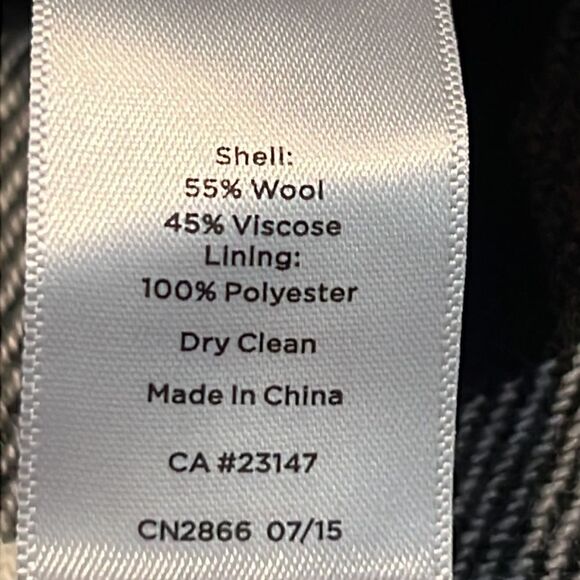 Shell:
55% Wool
45% Viscose
Lining:
100% Polyester
Dry Clean
Made In China
CA #23147
CN2866 07/15